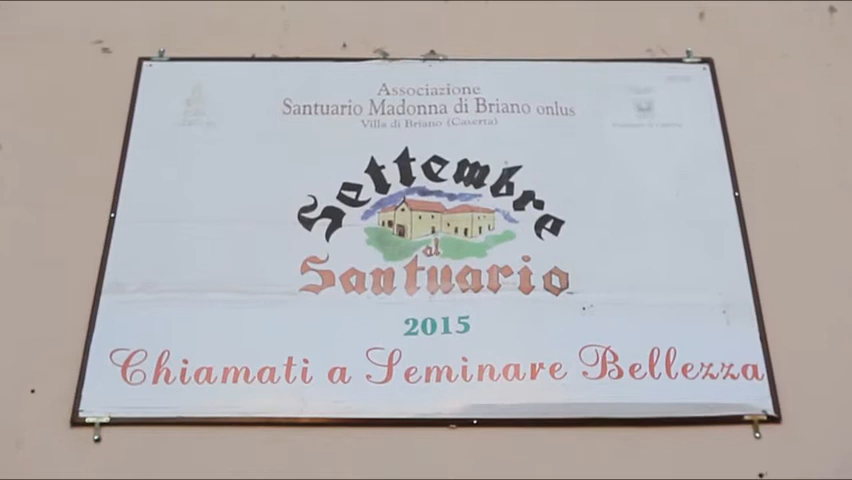 Associazione
Santuario Madonna di Briano onlus
Villa di Briano (Caserta)
Settembre
al
Santuario
2015
Chiamati a Seminare Bellezza